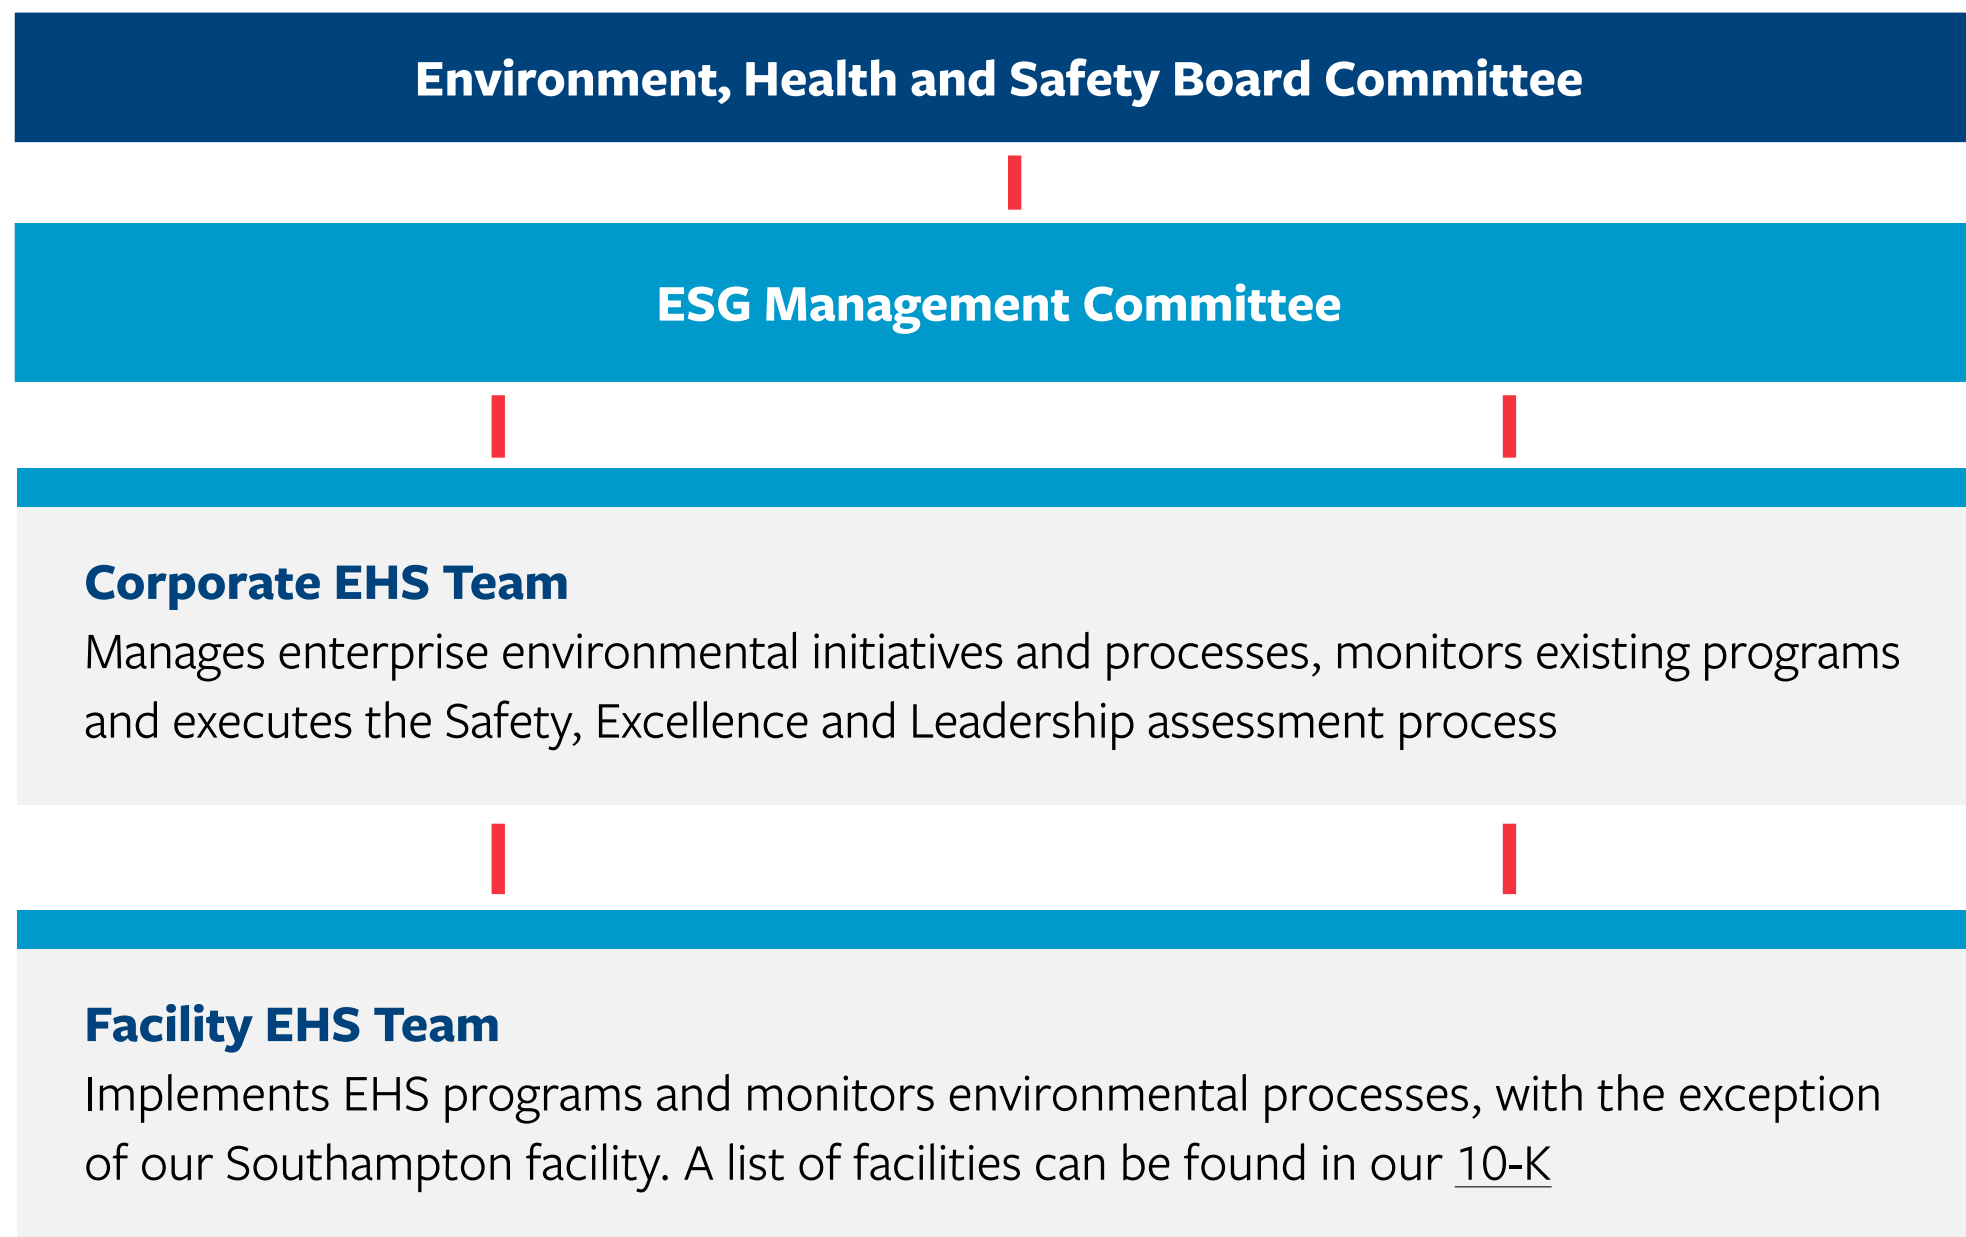 Environment, Health and Safety Board Committee
ESG Management Committee
Corporate EHS Team
Manages enterprise environmental initiatives and processes, monitors existing programs
and executes the Safety, Excellence and Leadership assessment process
Facility EHS Team
Implements EHS programs and monitors environmental processes, with the exception
of our Southampton facility. A list of facilities can be found in our 10-K